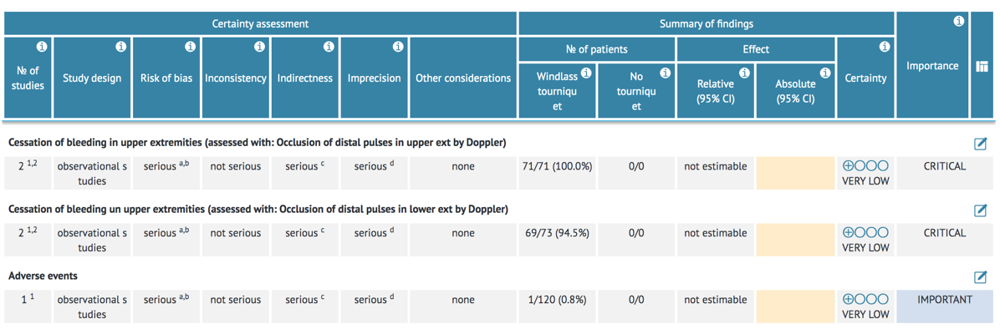 Certainty assessment
Summary of findings
Importance
№ of studies
Study design
Risk of bias
Inconsistency
Indirectness
Imprecision
Other considerations
№ of patients
Effect
Certainty
Windlass
tourniqu
et
No
tourniqu
et
Relative
(95% CI)
Absolute
(95% CI)
Cessation of bleeding in upper extremities (assessed with: Occlusion of distal pulses in upper ext by Doppler)
2 1,2 observational s serious a,b not serious serious c serious d none 71/71 (100.0%) 0/0 not estimable ⨁◯◯◯ CRITICAL
tudies VERY LOW
Cessation of bleeding un upper extremities (assessed with: Occlusion of distal pulses in lower ext by Doppler)
2 1,2 observational s serious a,b not serious serious c serious d none 69/73 (94.5%) 0/0 not estimable ⨁◯◯◯ CRITICAL
tudies VERY LOW
Adverse events
1 1 observational s serious a,b not serious serious c serious d none 1/120 (0.8%) 0/0 not estimable ⨁◯◯◯ IMPORTANT
tudies VERY LOW